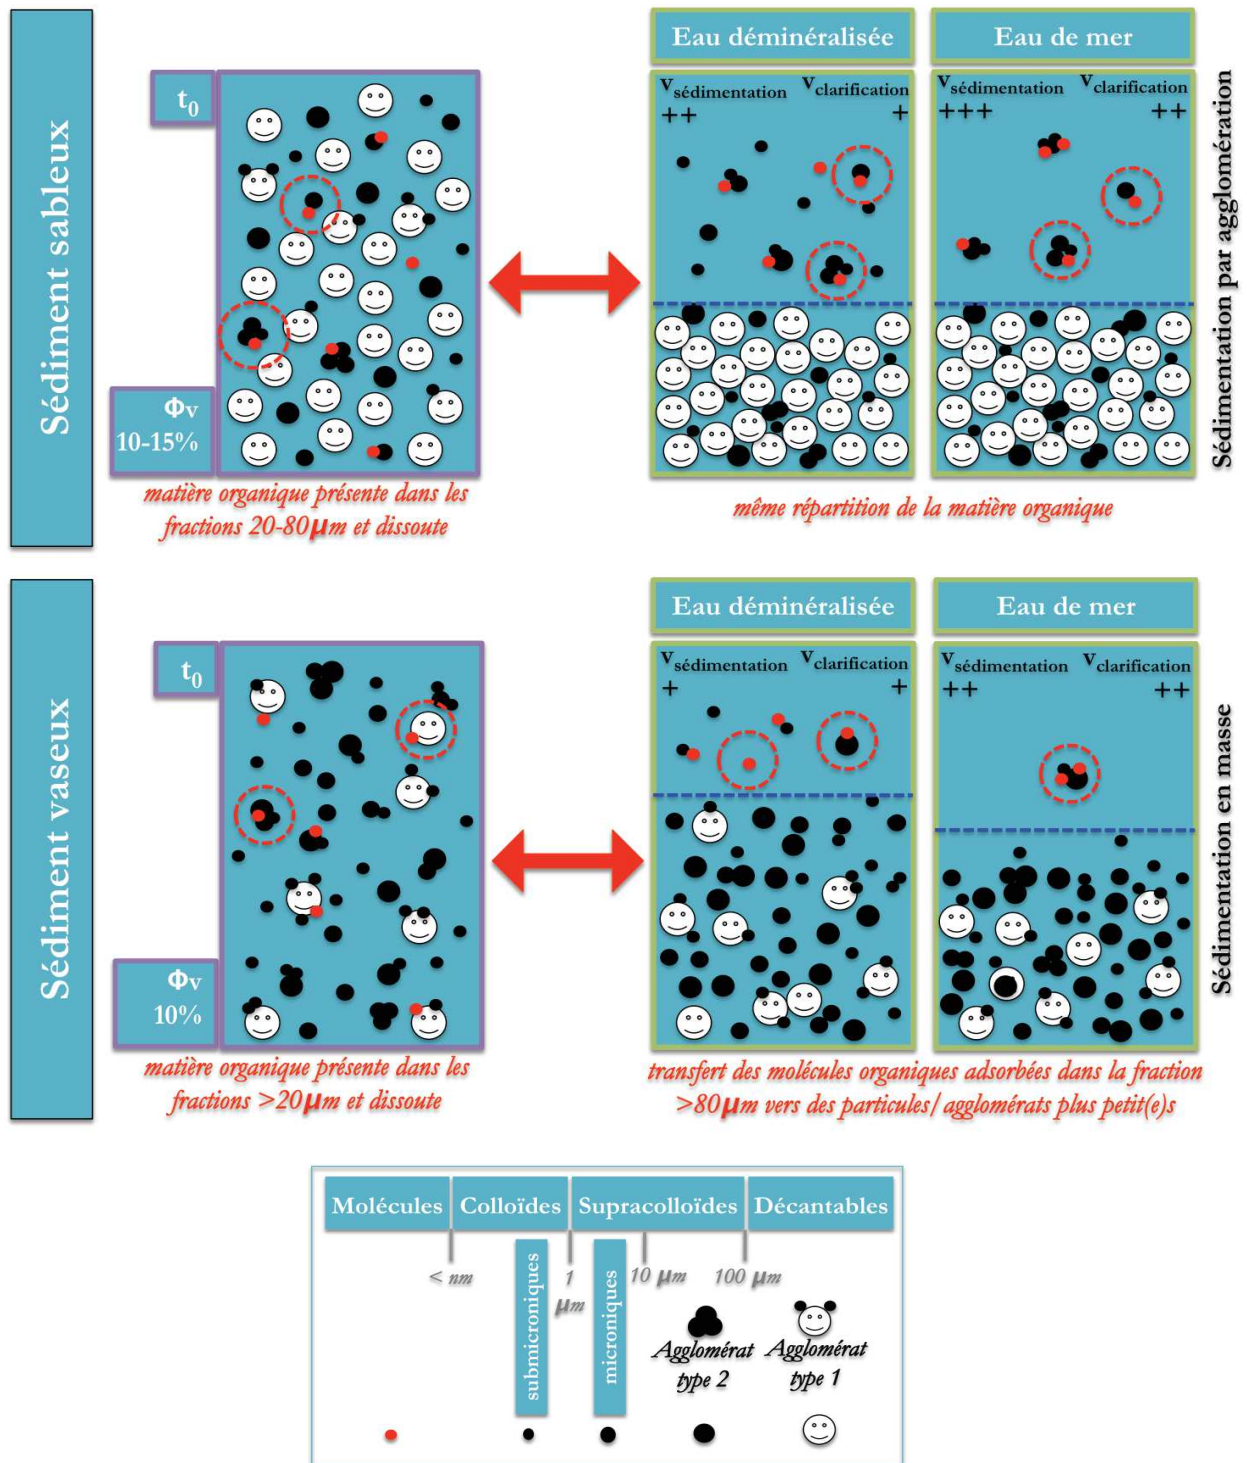 Sédiment sableux
t0
Φv
10-15%
matière organique présente dans les
fractions 20-80µm et dissoute
Eau déminéralisée
Eau de mer
vsédimentation
++
vclarification
+
vsédimentation
+++
vclarification
++
même répartition de la matière organique
Sédimentation par agglomération
Sédiment vaseux
t0
Φv
10%
matière organique présente dans les
fractions >20µm et dissoute
Eau déminéralisée
Eau de mer
vsédimentation
+
vclarification
+
vsédimentation
++
vclarification
++
transfert des molécules organiques adsorbées dans la fraction
>80µm vers des particules/agglomérats plus petit(e)s
Sédimentation en masse
Molécules
Colloïdes
Supracolloïdes
Décantables
< nm
submicroniques
1
µm
microniques
10 µm
100 µm
Agglomérat
type 2
Agglomérat
type 1